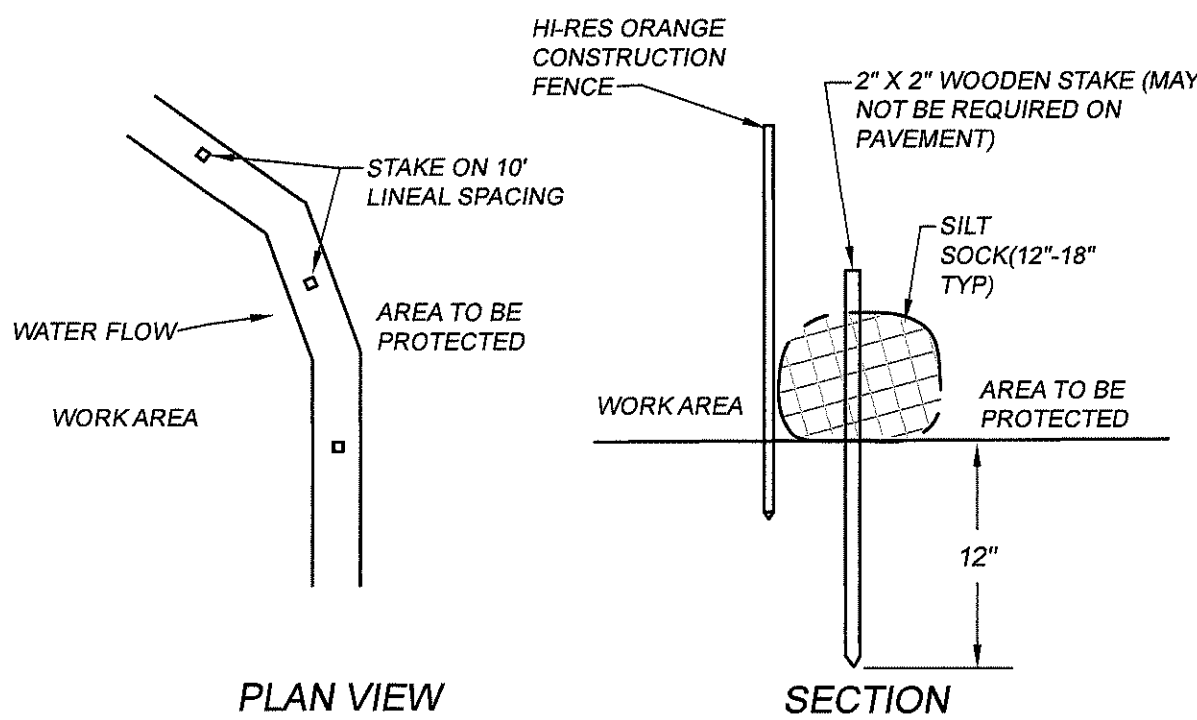 HI-RES ORANGE
CONSTRUCTION
FENCE
2" X 2" WOODEN STAKE (MAY
NOT BE REQUIRED ON
PAVEMENT)
STAKE ON 10'
LINEAL SPACING
SILT
SOCK(12"-18"
TYP)
WATER FLOW
AREA TO BE
PROTECTED
WORK AREA
WORK AREA
AREA TO BE
PROTECTED
12"
PLAN VIEW
SECTION